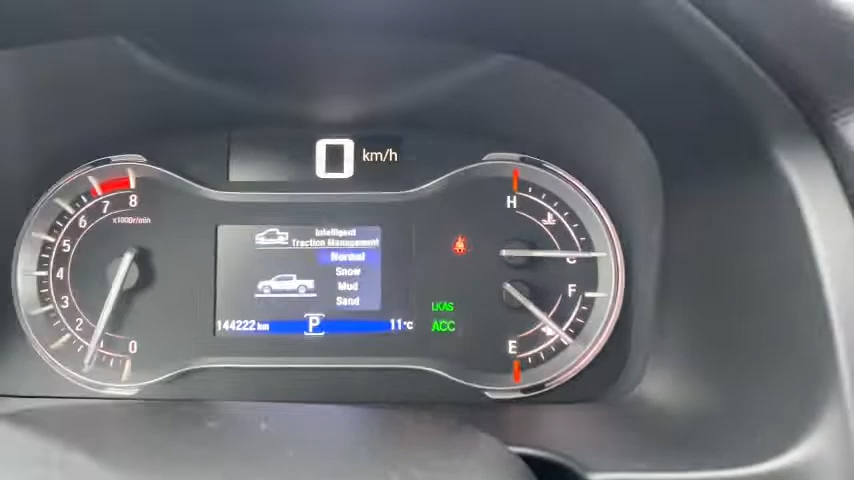 0 km/h
8
7
6
5
4
3
2
0
x1000r/min
Intelligent
Traction Management
Normal
Snow
Mud
Sand
144222 km P 11°C
LKAS
ACC
H
C
F
E